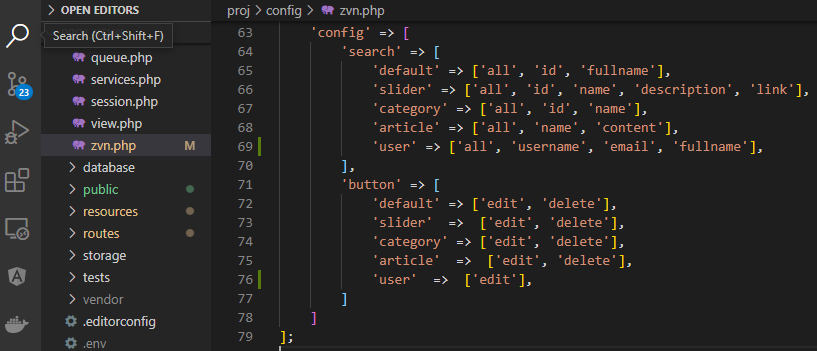 OPEN EDITORS
Search (Ctrl+Shift+F)
queue.php
services.php
23
session.php
view.php
zvn.php M
database
public
resources
routes
storage
tests
vendor
.editorconfig
.env
proj > config > zvn.php
63 'config' => [
64 'search' => [
65 'default' => ['all', 'id', 'fullname'],
66 'slider' => ['all', 'id', 'name', 'description', 'link'],
67 'category' => ['all', 'id', 'name'],
68 'article' => ['all', 'name', 'content'],
69 'user' => ['all', 'username', 'email', 'fullname'],
70 ],
71 'button' => [
72 'default' => ['edit', 'delete'],
73 'slider' => ['edit', 'delete'],
74 'category' => ['edit', 'delete'],
75 'article' => ['edit', 'delete'],
76 'user' => ['edit'],
77 ]
78 ]
79 ];